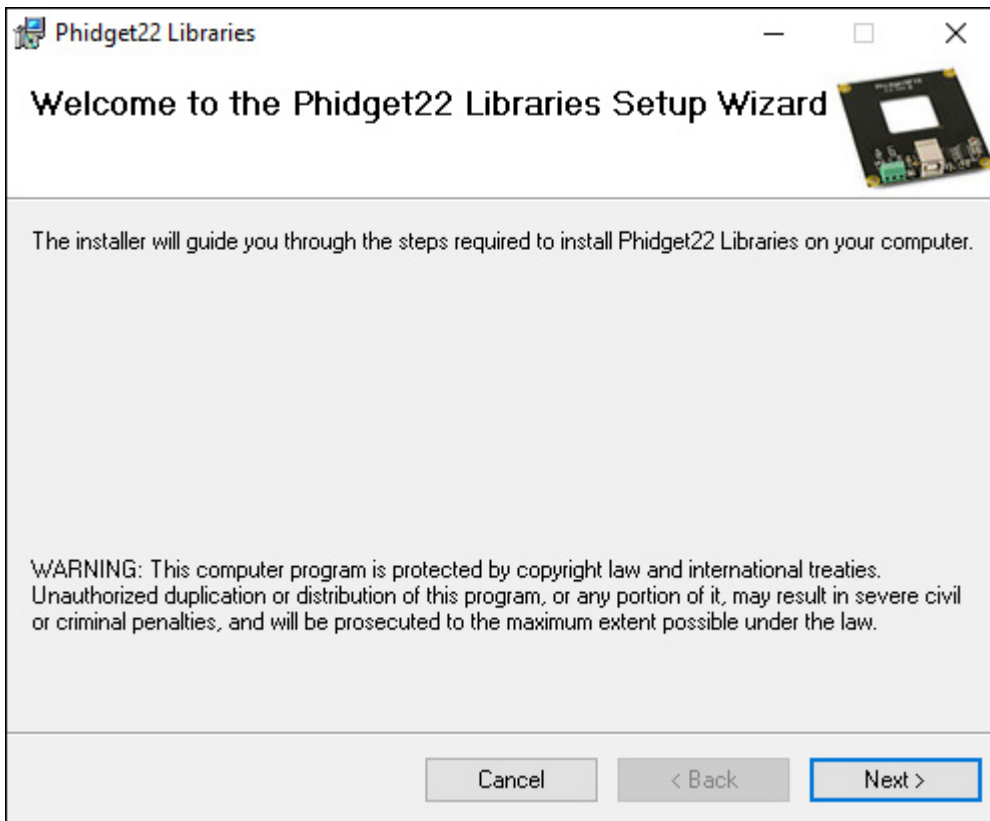 Phidget22 Libraries
Welcome to the Phidget22 Libraries Setup Wizard
The installer will guide you through the steps required to install Phidget22 Libraries on your computer.
WARNING: This computer program is protected by copyright law and international treaties.
Unauthorized duplication or distribution of this program, or any portion of it, may result in severe civil
or criminal penalties, and will be prosecuted to the maximum extent possible under the law.
Cancel < Back Next >